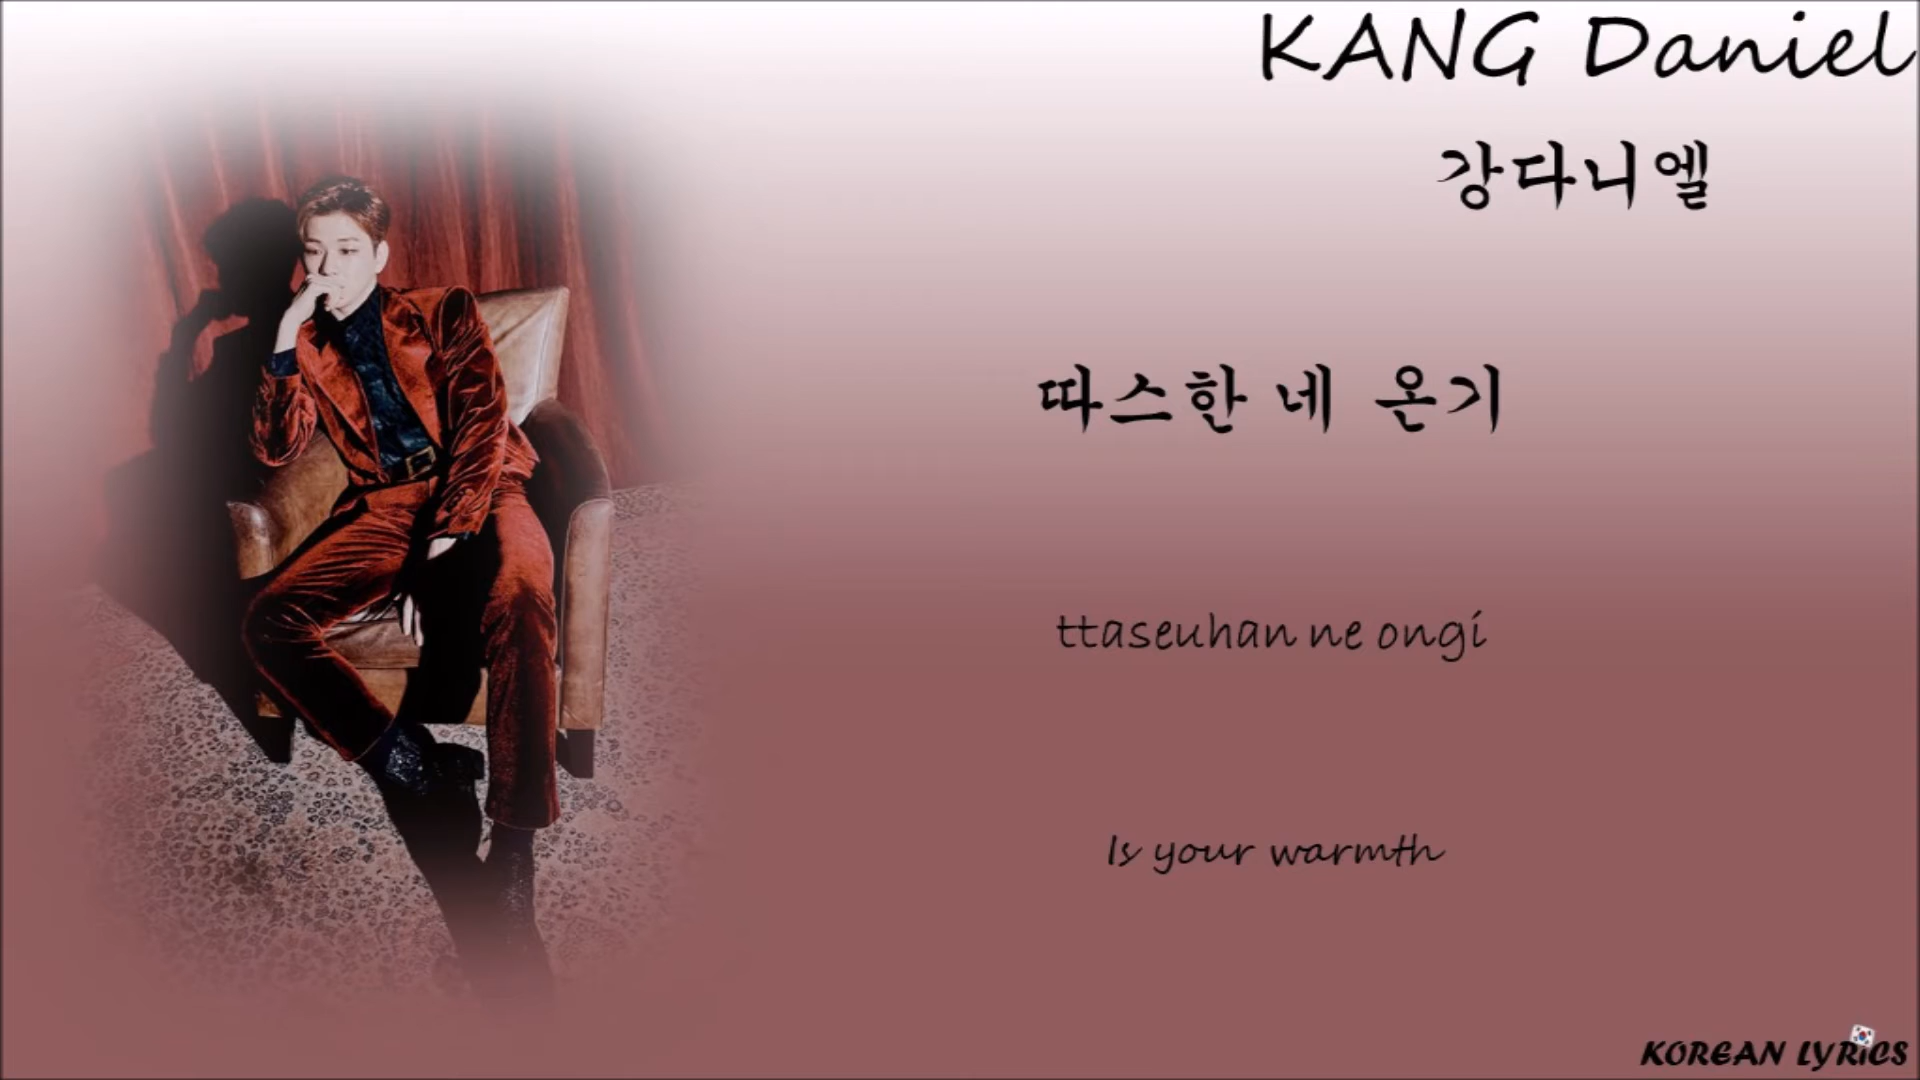 KANG Daniel
강다니엘
따스한 네 온기
ttaseuhan ne ongi
Is your warmth
KOREAN LYRiCS